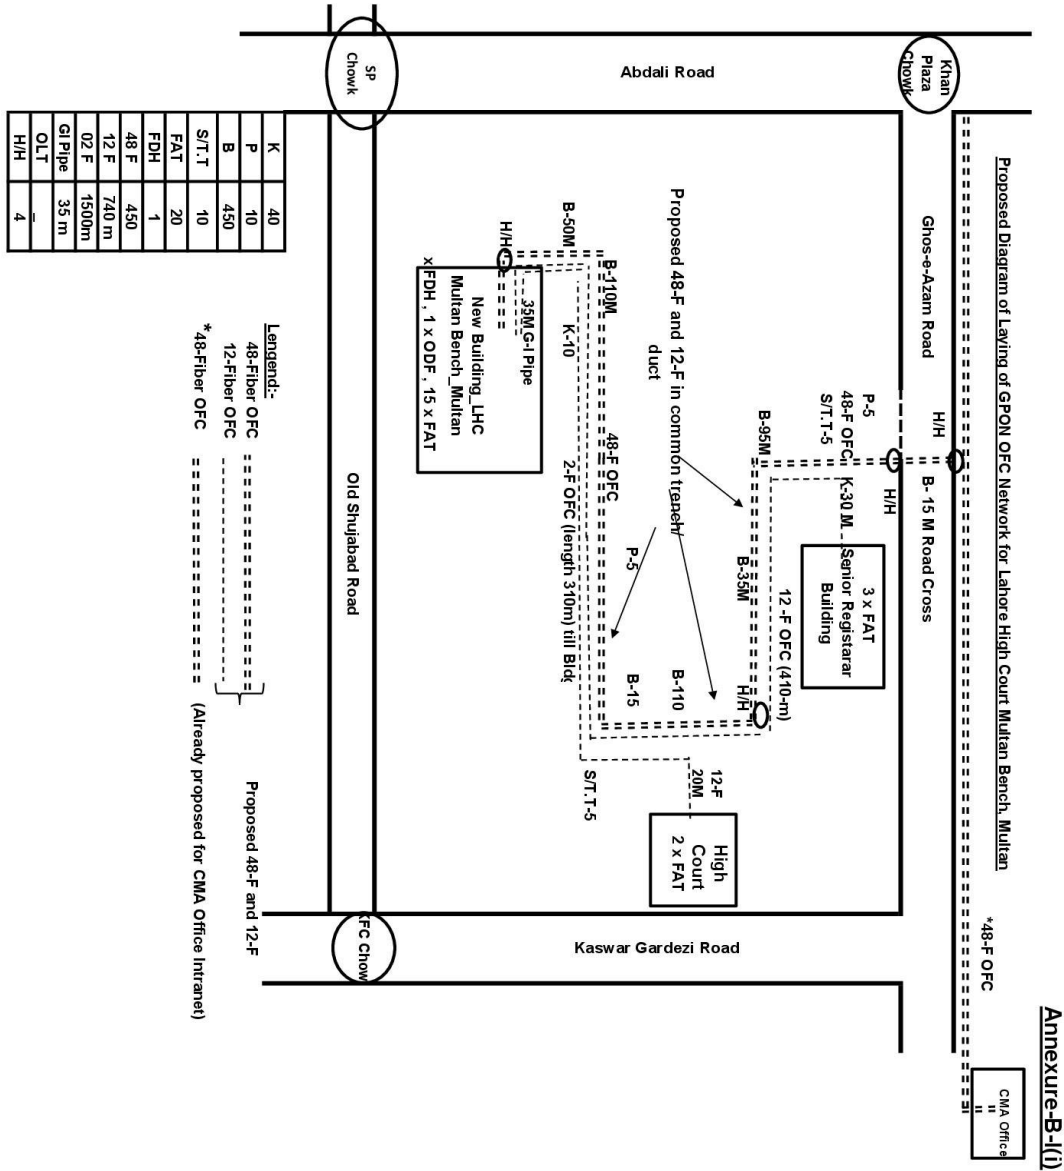 Annexure-B-I(i)
Proposed Diagram of Laying of GPON OFC Network for Lahore High Court Multan Bench, Multan
*48-F OFC
CMA Office
Khan
Plaza
Chowk
Ghos-e-Azam Road
H/H
B- 15 M Road Cross
H/H
P-5
48-F OFC
S/T.T-5
K-30 M
3 x FAT
Senior Registarar
Building
Abdali Road
B-95M
B-35M
12 -F OFC (410-m)
H/H
Proposed 48-F and 12-F in common trench/
duct
B-110
B-15
P-5
12-F
20M
High
Court
2 x FAT
Kaswar Gardezi Road
B-50M
B-110M
48-F OFC
K-10
2-F OFC (length 310m) till Bldg
S/T.T-5
H/H
35M G-I Pipe
New Building_LHC
Multan Bench_Multan
x FDH , 1 x ODF , 15 x FAT
SP
Chowk
Old Shujabad Road
KFC Chow
K 40
P 10
B 450
S/T.T 10
FAT 20
FDH 1
48 F 450
12 F 740 m
02 F 1500m
GI Pipe 35 m
OLT _
H/H 4
Lengend:-
48-Fiber OFC
12-Fiber OFC
Proposed 48-F and 12-F
*48-Fiber OFC
(Already proposed for CMA Office Intranet)